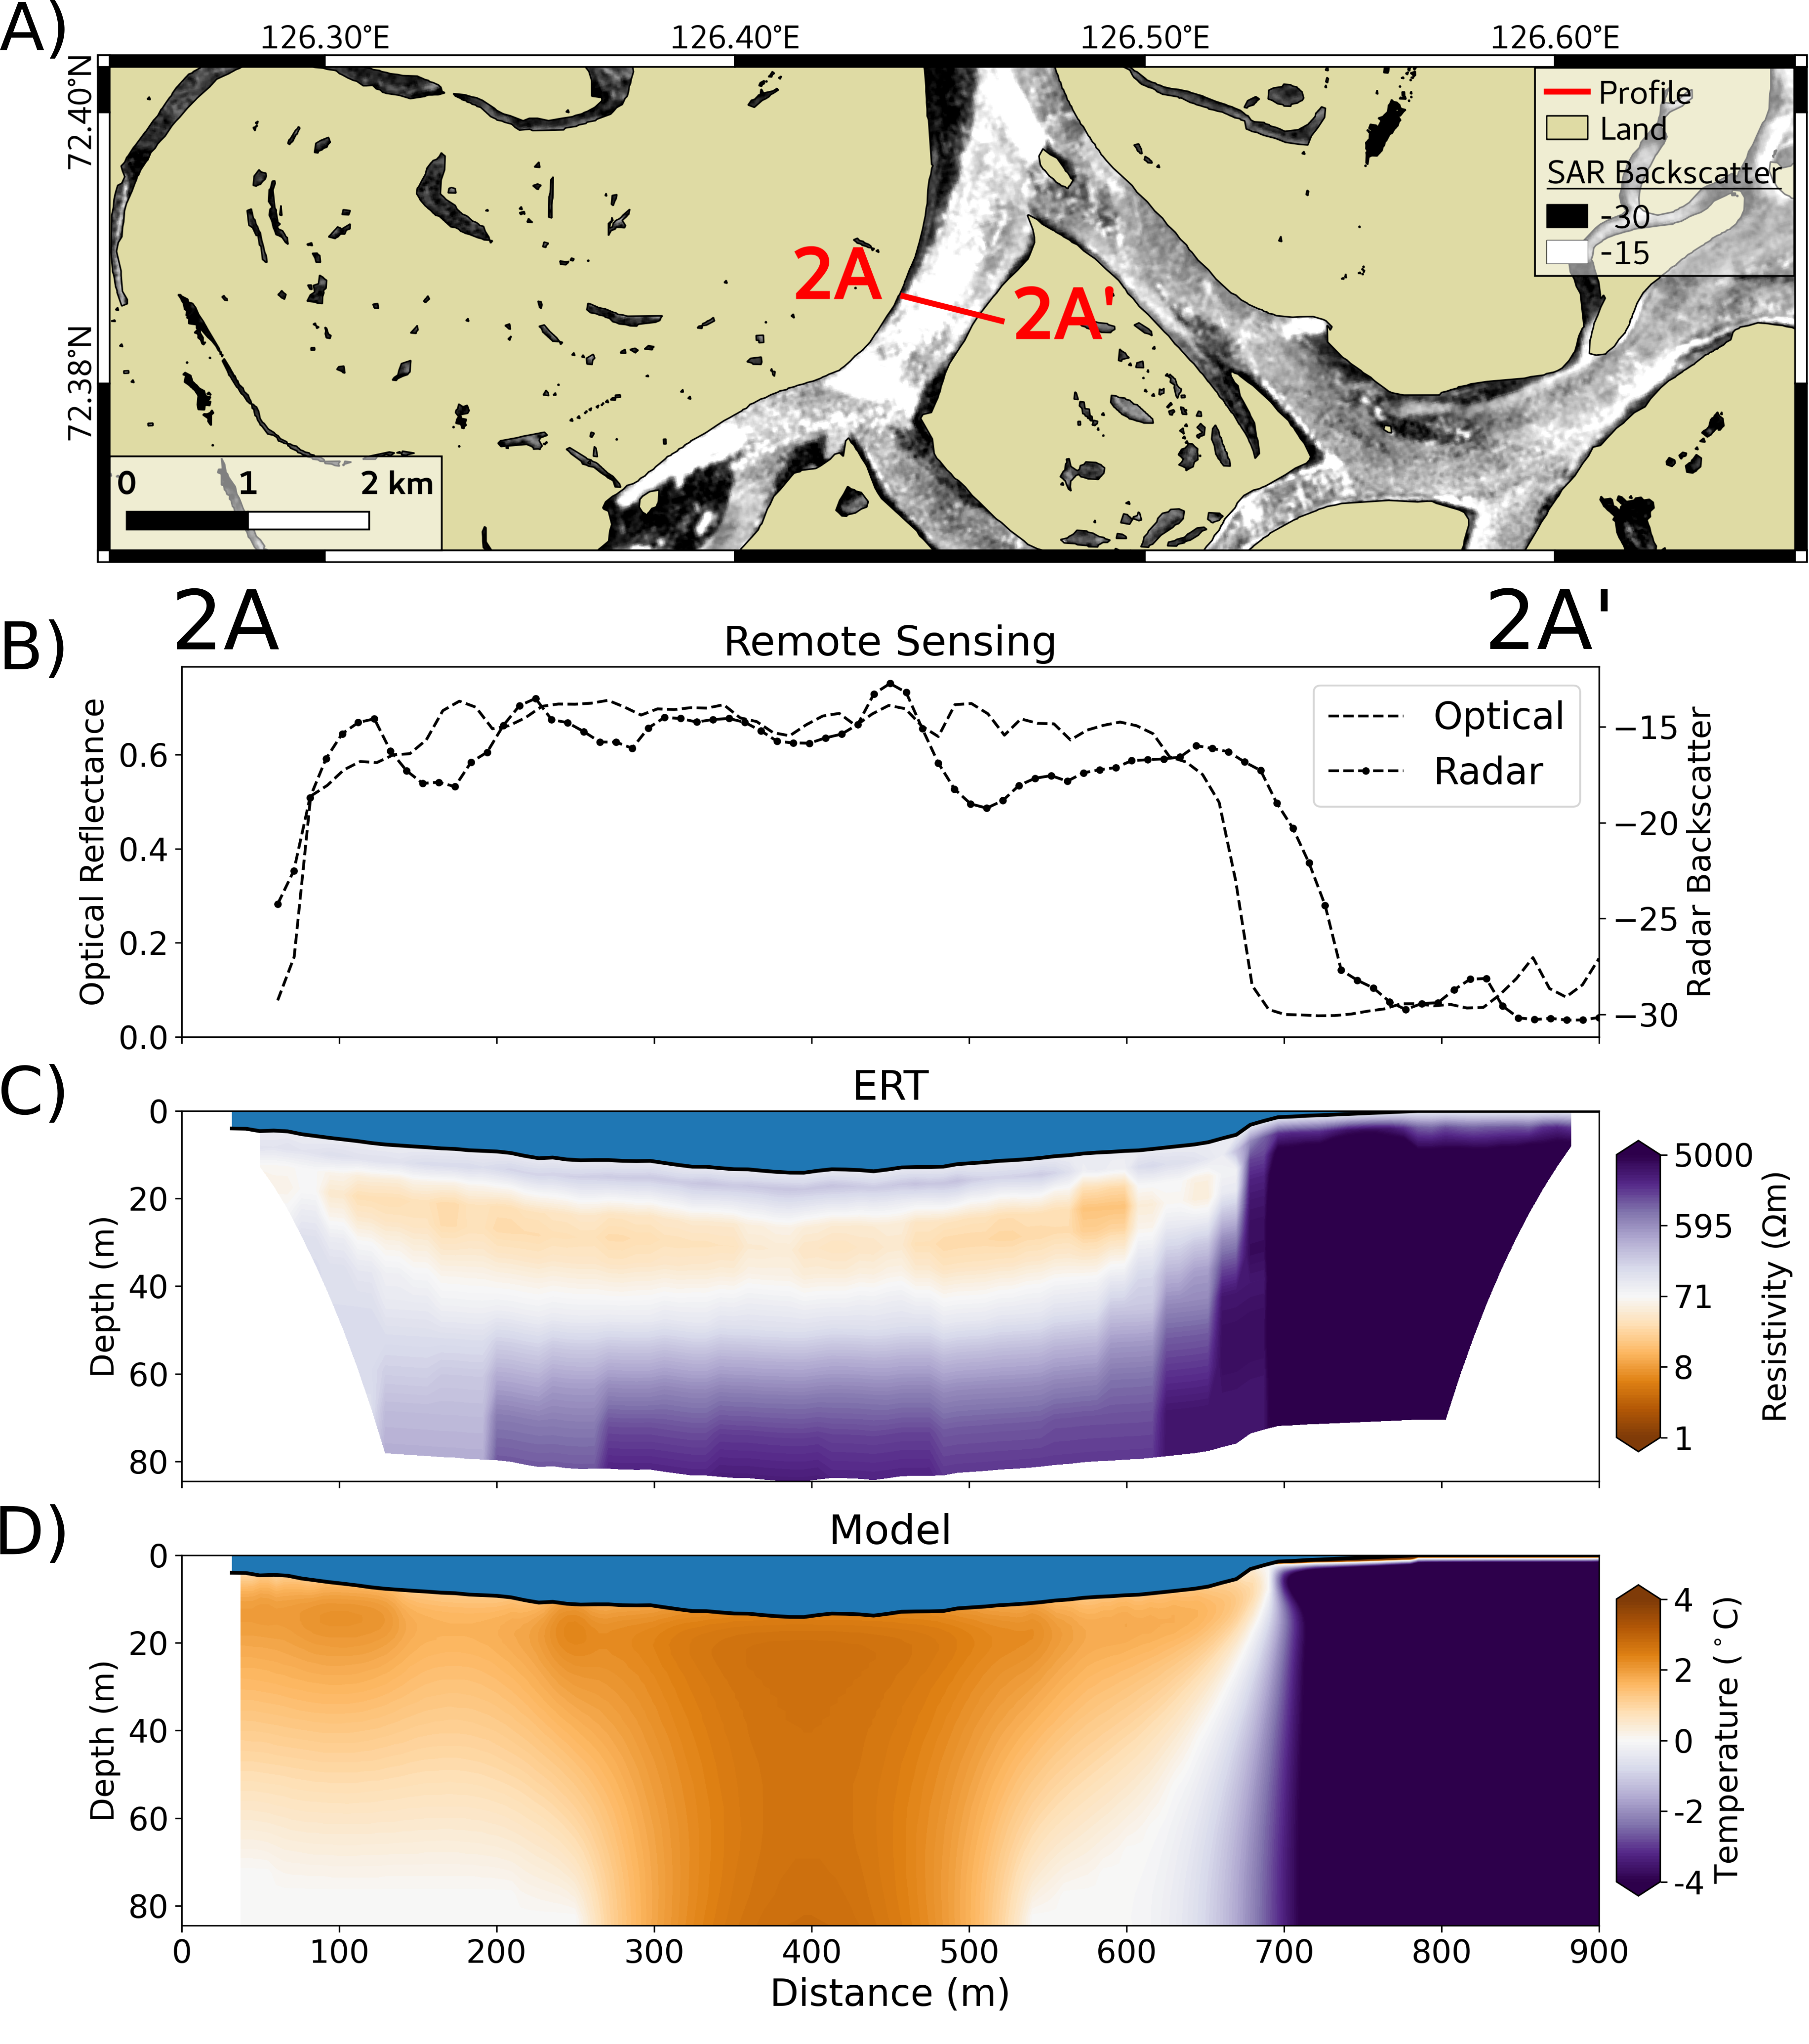 A)
126.30°E 126.40°E 126.50°E 126.60°E
72.40°N
72.38°N
Profile
Land
SAR Backscatter
-30
-15
2A
2A'
0 1 2 km
2A 2A'
B)
Remote Sensing
Optical Reflectance
0.6
0.4
0.2
0.0
Optical
Radar
−15
−20
−25
−30
Radar Backscatter
C)
ERT
Depth (m)
0
20
40
60
80
5000
595
71
8
1
Resistivity (Ωm)
D)
Model
Depth (m)
0
20
40
60
80
4
2
0
-2
-4
Temperature (°C)
0 100 200 300 400 500 600 700 800 900
Distance (m)